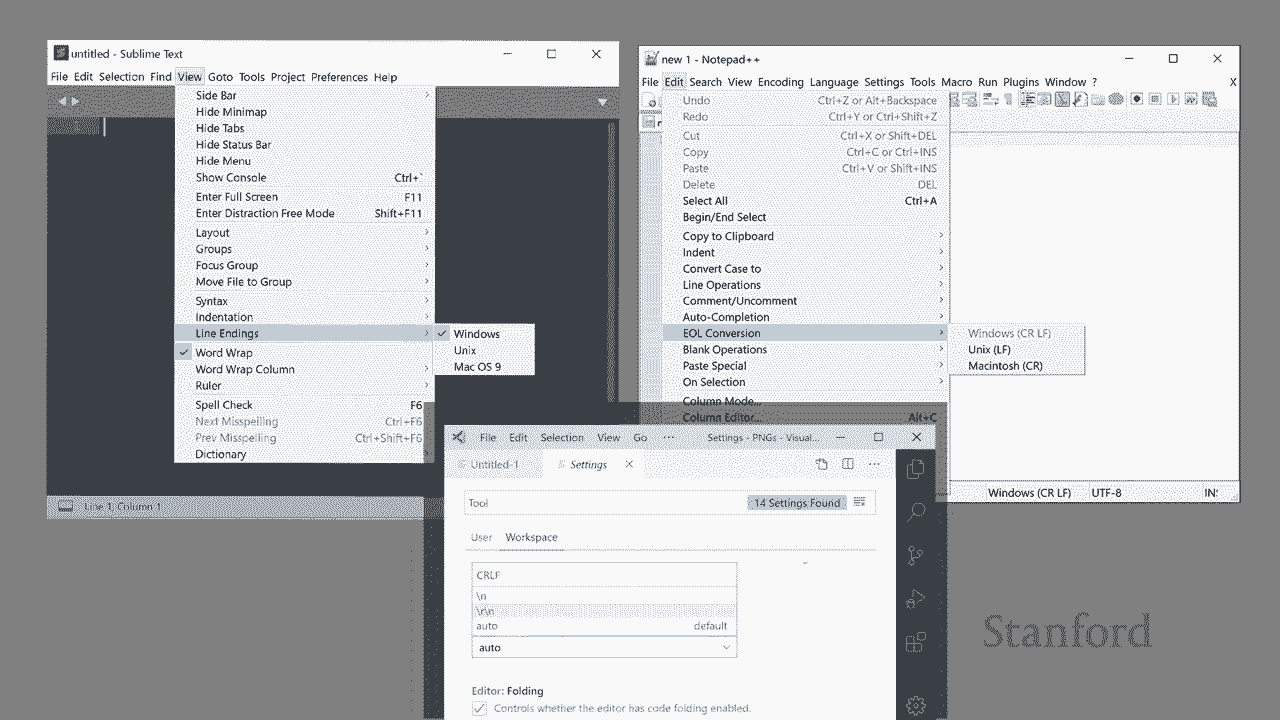 untitled - Sublime Text
File Edit Selection Find View Goto Tools Project Preferences Help
Side Bar
Hide Minimap
Hide Tabs
Hide Status Bar
Hide Menu
Show Console Ctrl+`
Enter Full Screen F11
Enter Distraction Free Mode Shift+F11
Layout
Groups
Focus Group
Move File to Group
Syntax
Indentation
Line Endings
Windows
Unix
Mac OS 9
Word Wrap
Word Wrap Column
Ruler
Spell Check F6
Next Misspelling Ctrl+F6
Prev Misspelling Ctrl+Shift+F6
Dictionary
Line 1, Column
new 1 - Notepad++
File Edit Search View Encoding Language Settings Tools Macro Run Plugins Window ? X
Undo Ctrl+Z or Alt+Backspace
Redo Ctrl+Y or Ctrl+Shift+Z
Cut Ctrl+X or Shift+DEL
Copy Ctrl+C or Ctrl+INS
Paste Ctrl+V or Shift+INS
Delete DEL
Select All Ctrl+A
Begin/End Select
Copy to Clipboard
Indent
Convert Case to
Line Operations
Comment/Uncomment
Auto-Completion
EOL Conversion
Windows (CR LF)
Unix (LF)
Macintosh (CR)
Blank Operations
Paste Special
On Selection
Column Mode...
Column Editor... Alt+C
Windows (CR LF) UTF-8 IN
File Edit Selection View Go ... Settings - PNGs - Visual...
Untitled-1 Settings
Tool 14 Settings Found
User Workspace
CRLF
\n
\r\n
auto default
auto
Editor: Folding
Controls whether the editor has code folding enabled.
Stanford